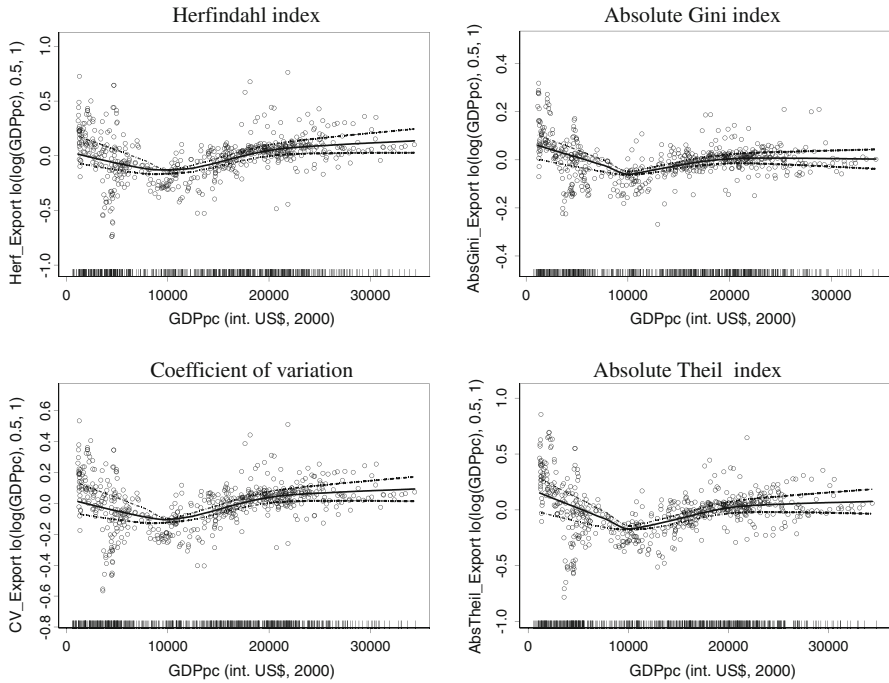 Herfindahl index
Herf_Export lo(log(GDPpc), 0.5, 1)
1.0
0.5
0.0
-0.5
-1.0
0 10000 20000 30000
GDPpc (int. US$, 2000)
Absolute Gini index
AbsGini_Export lo(log(GDPpc), 0.5, 1)
0.4
0.2
0.0
-0.2
-0.4
0 10000 20000 30000
GDPpc (int. US$, 2000)
Coefficient of variation
CV_Export lo(log(GDPpc), 0.5, 1)
0.6
0.4
0.2
0.0
-0.2
-0.4
-0.6
-0.8
0 10000 20000 30000
GDPpc (int. US$, 2000)
Absolute Theil index
AbsTheil_Export lo(log(GDPpc), 0.5, 1)
1.0
0.5
0.0
-0.5
-1.0
0 10000 20000 30000
GDPpc (int. US$, 2000)